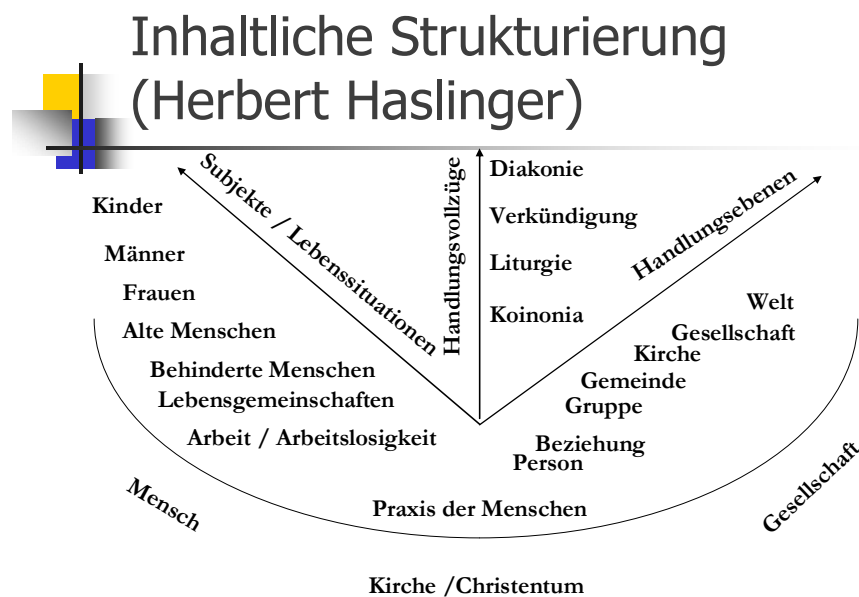 Inhaltliche Strukturierung
(Herbert Haslinger)
Subjekte / Lebenssituationen
Kinder
Männer
Frauen
Alte Menschen
Behinderte Menschen
Lebensgemeinschaften
Arbeit / Arbeitslosigkeit
Handlungsvollzüge
Diakonie
Verkündigung
Liturgie
Koinonia
Handlungsebenen
Welt
Gesellschaft
Kirche
Gemeinde
Gruppe
Beziehung
Person
Mensch
Praxis der Menschen
Gesellschaft
Kirche /Christentum